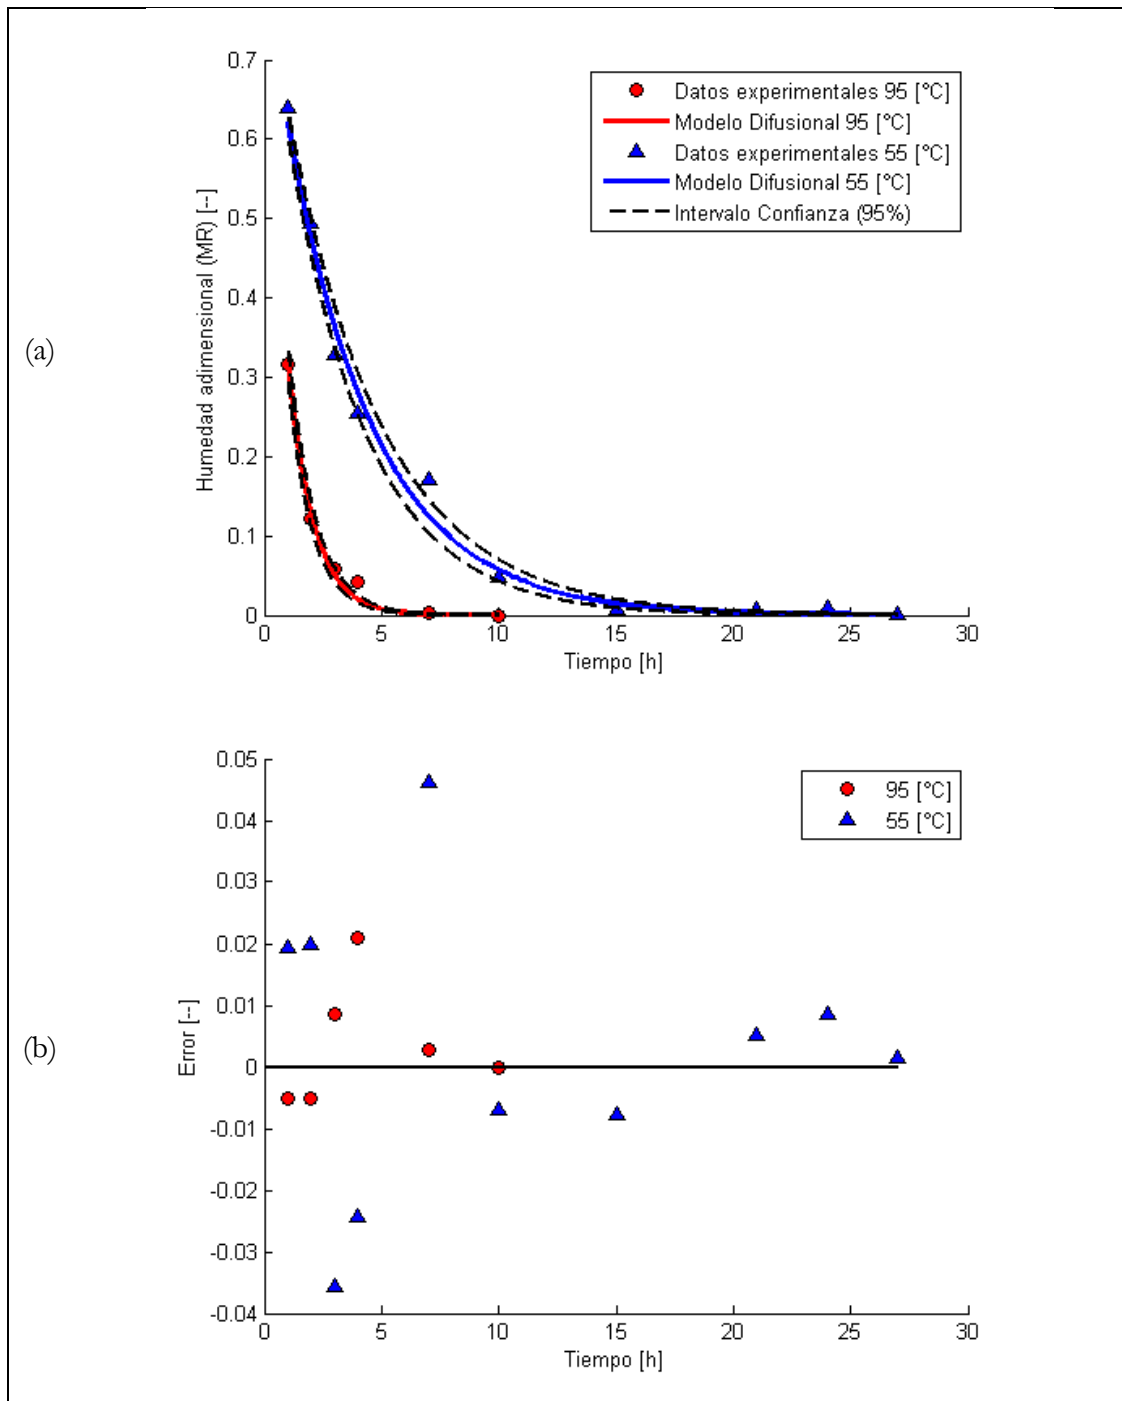 (a)
0.7
0.6
0.5
0.4
0.3
0.2
0.1
0
Humedad adimensional (MR) [--]
Datos experimentales 95 [°C]
Modelo Difusional 95 [°C]
Datos experimentales 55 [°C]
Modelo Difusional 55 [°C]
Intervalo Confianza (95%)
0 5 10 15 20 25 30
Tiempo [h]
(b)
0.05
0.04
0.03
0.02
0.01
0
-0.01
-0.02
-0.03
-0.04
Error [--]
95 [°C]
55 [°C]
0 5 10 15 20 25 30
Tiempo [h]